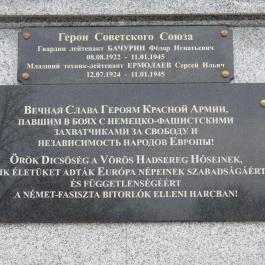 Герои Советского Союза
Гвардии лейтенант БАЧУРИН Фёдор Игнатьевич
08.08.1922 - 11.01.1945
Младший техник-лейтенант ЕРМОЛАЕВ Сергей Ильич
12.07.1924 - 11.01.1945
Вечная Слава Героям Красной Армии,
павшим в боях с немецко-фашистскими
захватчиками за свободу и
независимость народов Европы!
Örök Dicsőség a Vörös Hadsereg Hőseinek,
ik életüket adták Európa népeinek szabadságáért
és függetlenségéért
a német-fasiszta bitorlók elleni harcban!